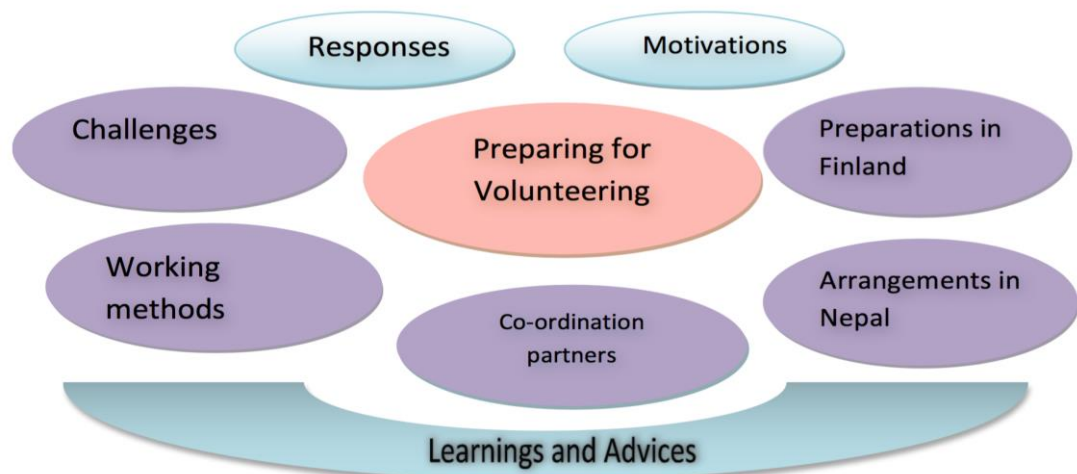 Responses
Motivations
Challenges
Preparing for
Volunteering
Preparations in
Finland
Working
methods
Co-ordination
partners
Arrangements in
Nepal
Learnings and Advices